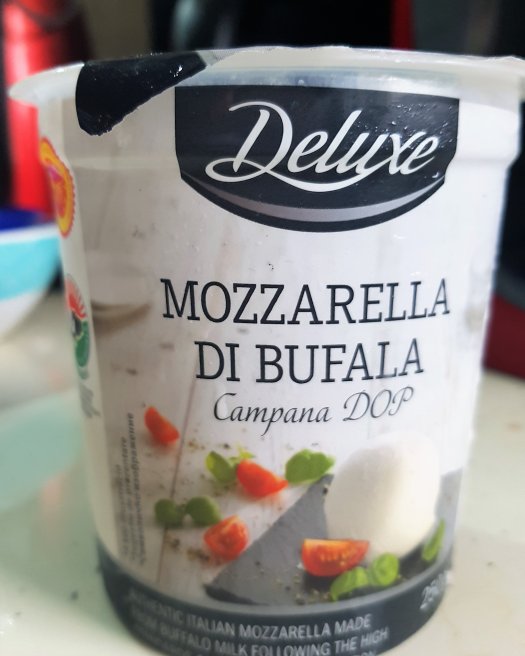 Deluxe
MOZZARELLA
DI BUFALA
Campana DOP
AUTHENTIC ITALIAN MOZZARELLA MADE
FROM BUFFALO MILK FOLLOWING THE HIGH